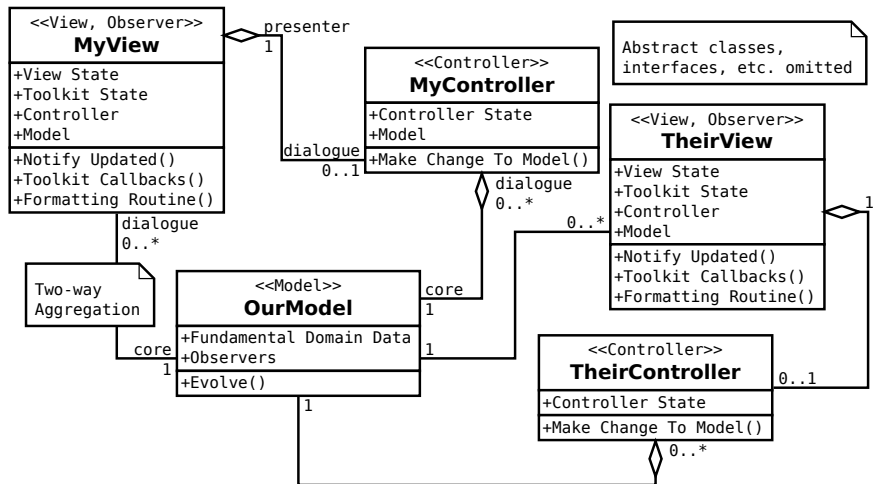 <<View, Observer>>
MyView
+View State
+Toolkit State
+Controller
+Model
+Notify Updated()
+Toolkit Callbacks()
+Formatting Routine()
presenter
1
dialogue
0..1
<<Controller>>
MyController
+Controller State
+Model
+Make Change To Model()
Abstract classes,
interfaces, etc. omitted
<<View, Observer>>
TheirView
+View State
+Toolkit State
+Controller
+Model
+Notify Updated()
+Toolkit Callbacks()
+Formatting Routine()
dialogue
0..*
dialogue
0..*
0..*
1
Two-way
Aggregation
<<Model>>
OurModel
+Fundamental Domain Data
+Observers
+Evolve()
core
1
core
1
1
1
<<Controller>>
TheirController
+Controller State
+Make Change To Model()
0..1
0..*